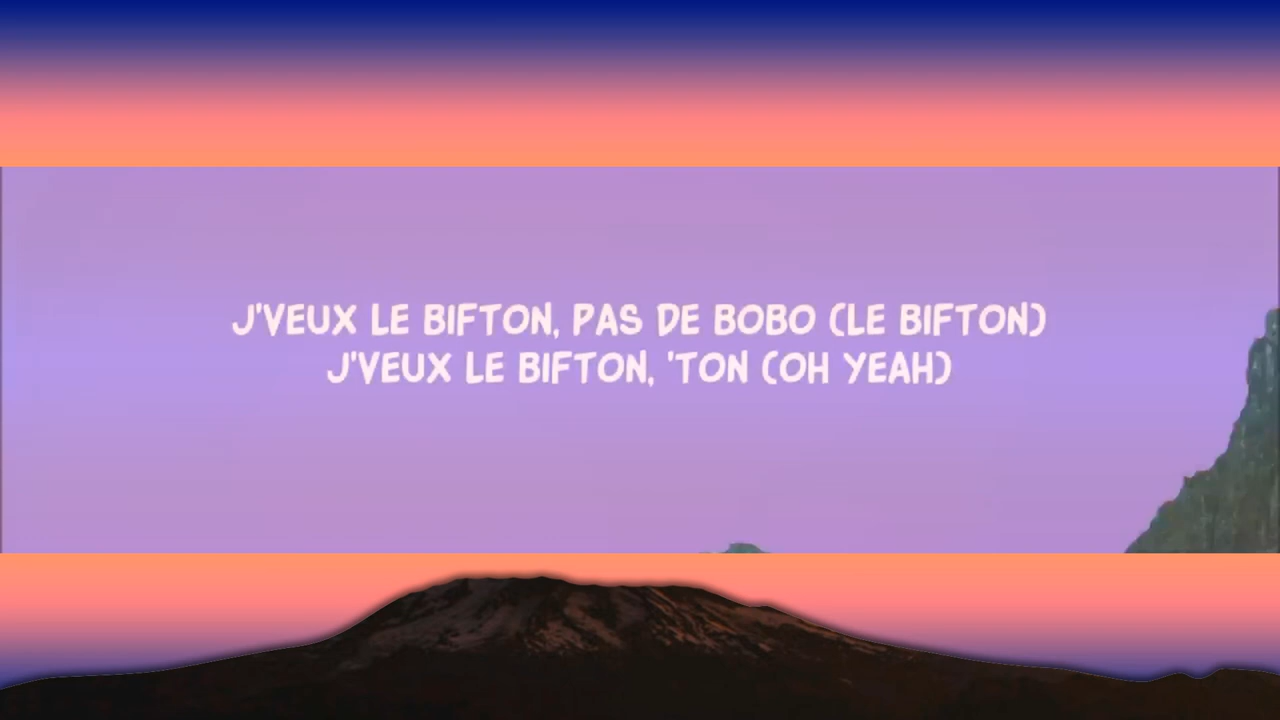 J'VEUX LE BIFTON, PAS DE BOBO (LE BIFTON)
J'VEUX LE BIFTON, 'TON (OH YEAH)